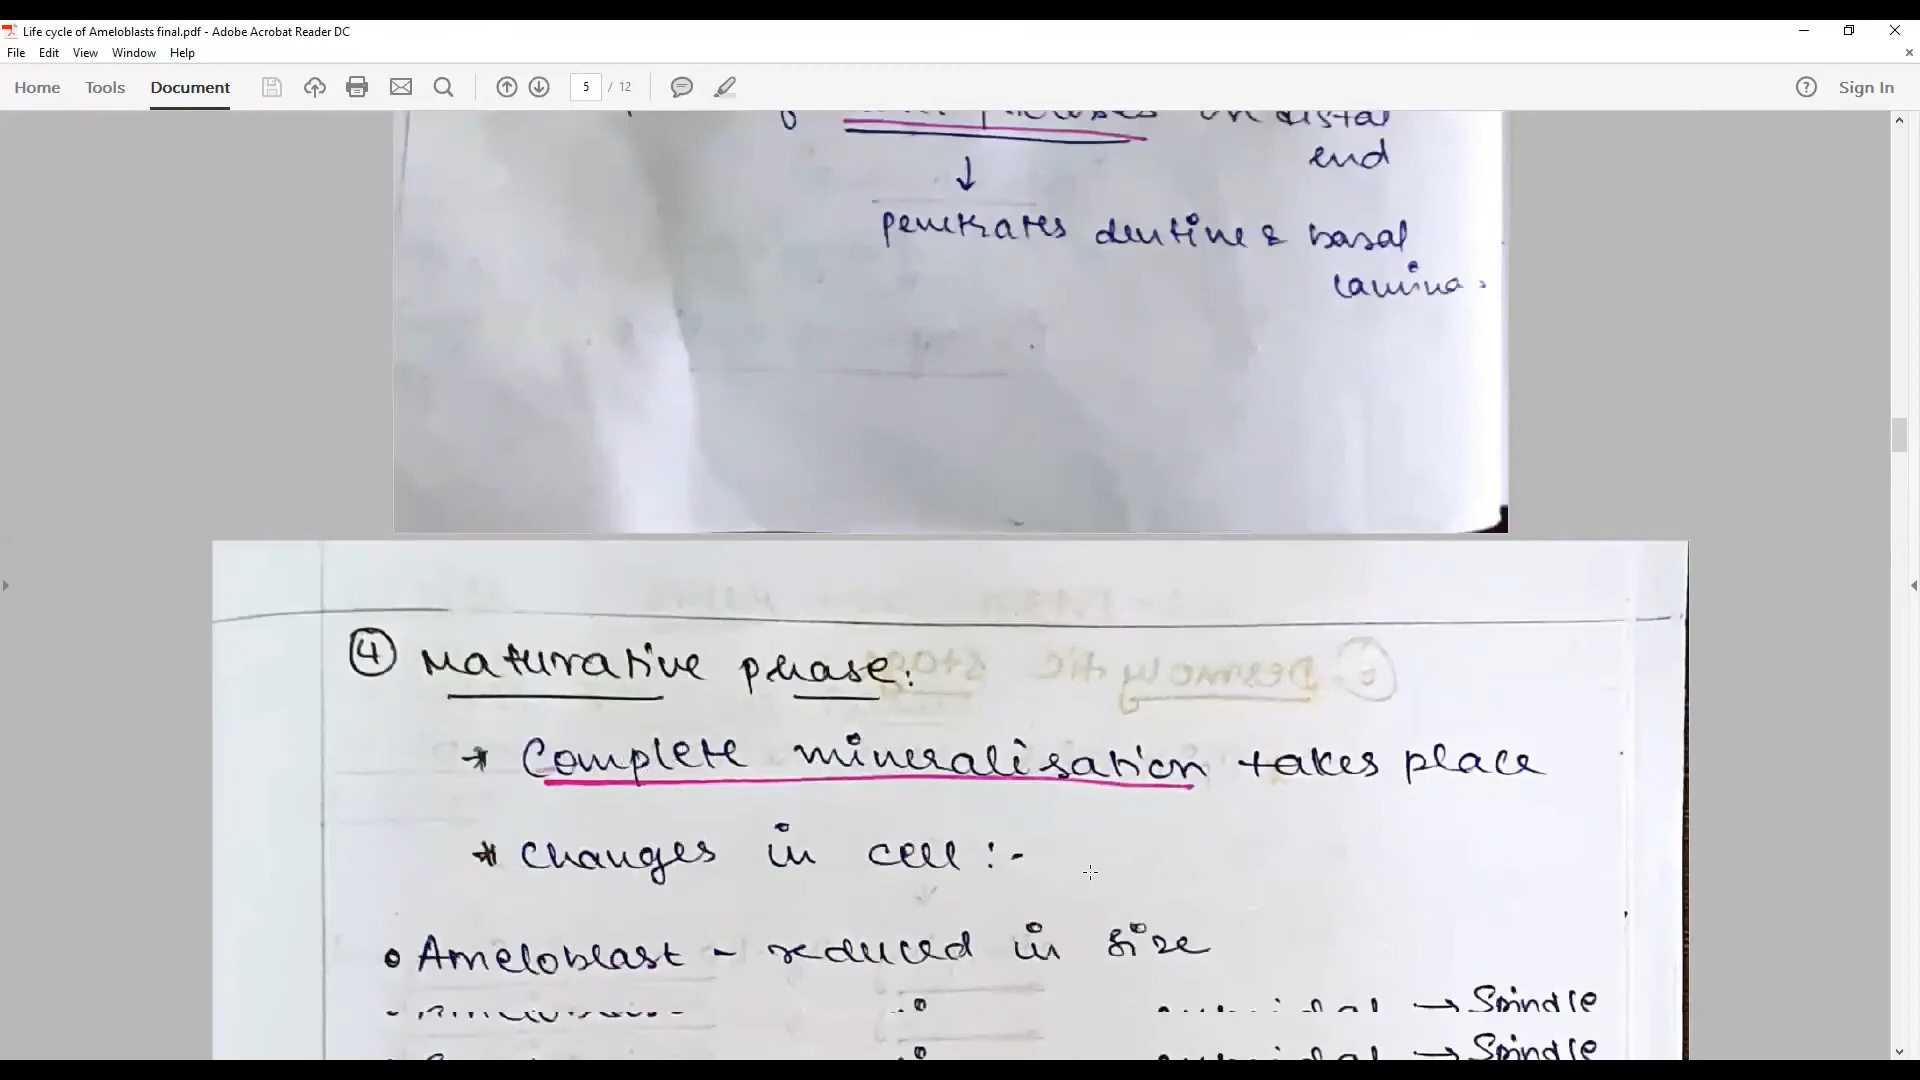 Life cycle of Ameloblasts final.pdf - Adobe Acrobat Reader DC
File Edit View Window Help
Home Tools Document 5 / 12 Sign In
distal
end
↓
penetrates dentine & basal
lamina.
④ Maturative phase:
* Complete mineralisation takes place
* Changes in cell :-
• Ameloblast - reduced in size
→ Spindle
→ Spindle